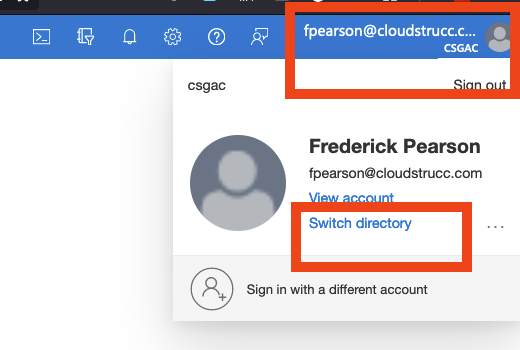 fpearson@cloudstrucc.c...
CSGAC
csgac
Sign out
Frederick Pearson
fpearson@cloudstrucc.com
View account
Switch directory
...
Sign in with a different account